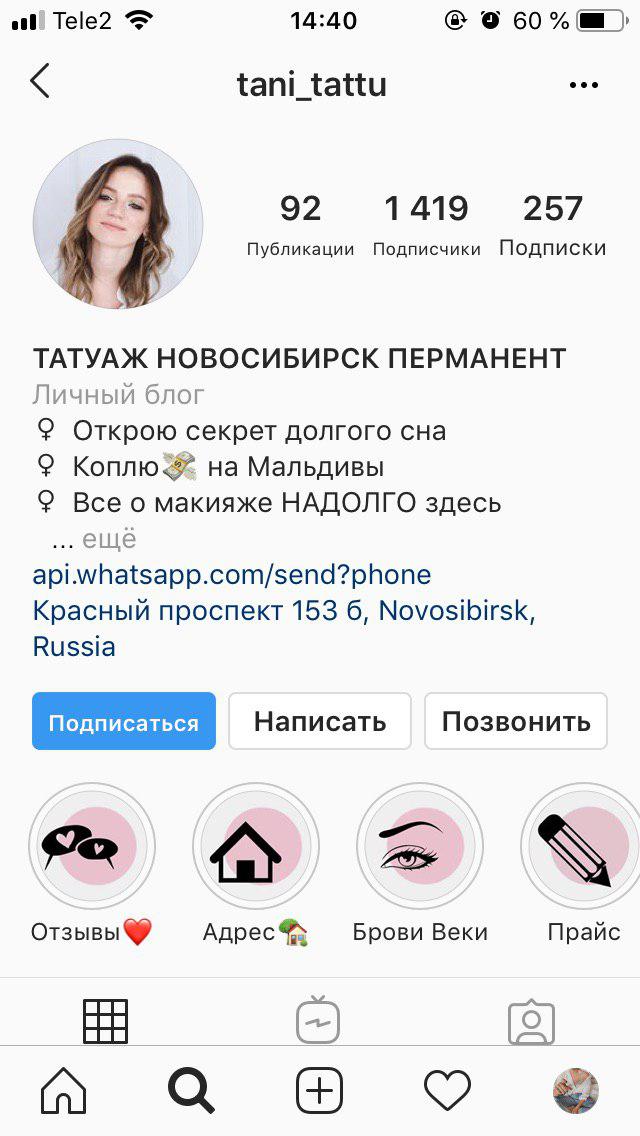 Tele2 14:40 60 %
tani_tattu
92 1 419 257
Публикации Подписчики Подписки
ТАТУАЖ НОВОСИБИРСК ПЕРМАНЕНТ
Личный блог
♀ Открою секрет долгого сна
♀ Коплю💸 на Мальдивы
♀ Все о макияже НАДОЛГО здесь
... ещё
api.whatsapp.com/send?phone
Красный проспект 153 б, Novosibirsk,
Russia
Подписаться Написать Позвонить
Отзывы❤️ Адрес🏡 Брови Веки Прайс